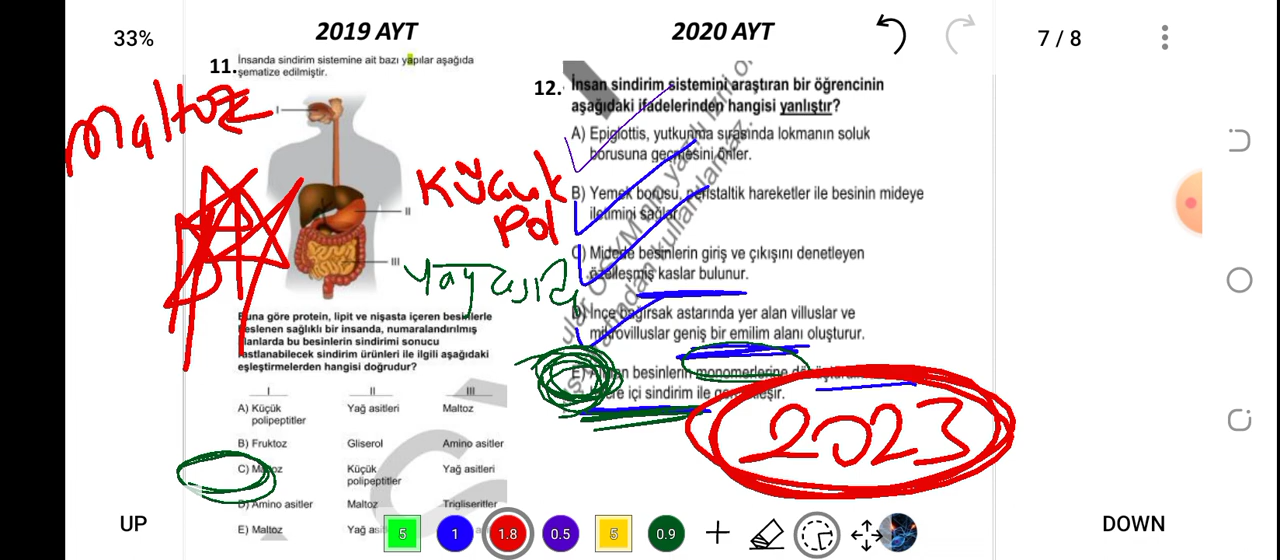 33%
2019 AYT
2020 AYT
7 / 8
11. İnsanda sindirim sistemine ait bazı yapılar aşağıda
şematize edilmiştir.
Maltoz
I
II
III
Küçük
Pol
Yağ asidi
Buna göre protein, lipit ve nişasta içeren besinlerle
beslenen sağlıklı bir insanda, numaralandırılmış
alanlarda bu besinlerin sindirimi sonucu
rastlanabilecek sindirim ürünleri ile ilgili aşağıdaki
eşleştirmelerden hangisi doğrudur?
I II III
A) Küçük polipeptitler Yağ asitleri Maltoz
B) Fruktoz Gliserol Amino asitler
C) Maltoz Küçük polipeptitler Yağ asitleri
D) Amino asitler Maltoz Trigliseritler
E) Maltoz Yağ
12. İnsan sindirim sistemini araştıran bir öğrencinin
aşağıdaki ifadelerinden hangisi yanlıştır?
A) Epiglottis, yutkunma sırasında lokmanın soluk
borusuna geçmesini önler.
B) Yemek borusu, peristaltik hareketler ile besinin mideye
iletimini sağlar.
C) Midede besinlerin giriş ve çıkışını denetleyen
özelleşmiş kaslar bulunur.
D) İnce bağırsak astarında yer alan villuslar ve
mikrovilluslar geniş bir emilim alanı oluşturur.
E) besinlerin monomerlerine
içi sindirim ile
2023
UP
5 1 1.8 0.5 5 0.9
DOWN